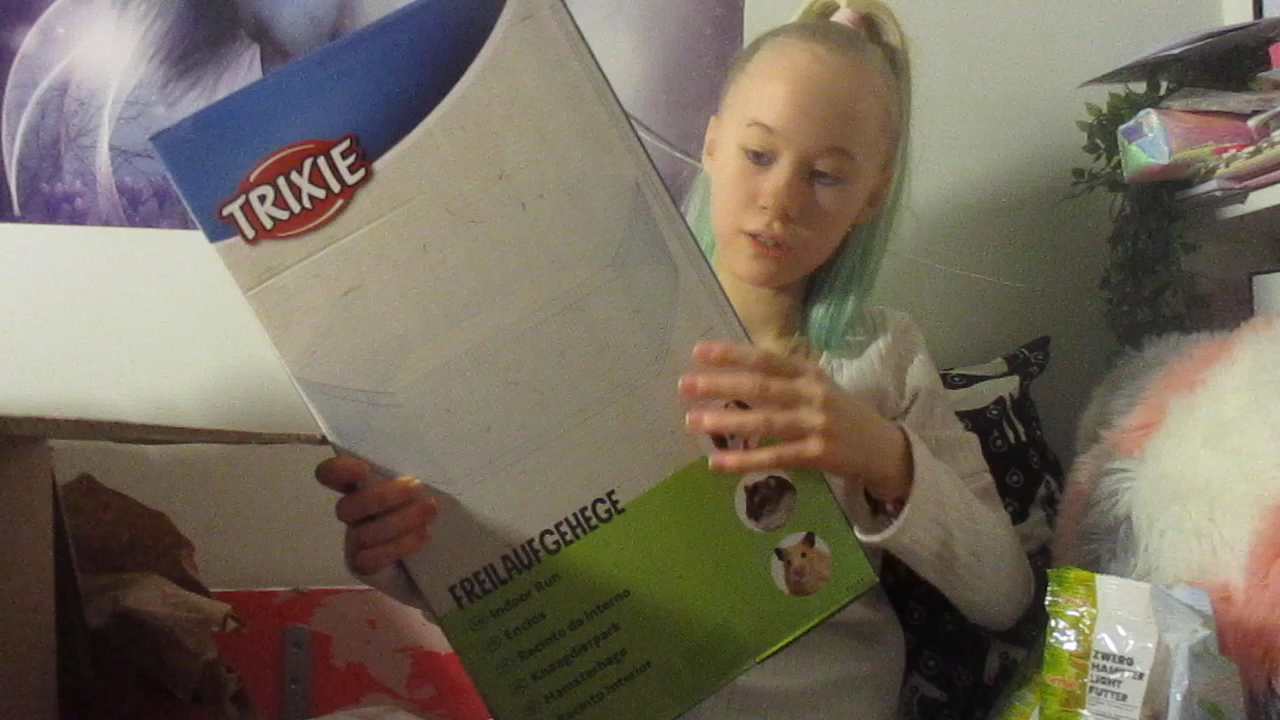 TRIXIE
FREILAUFGEHEGE
Indoor Run
Enclos
Recinto da interno
Knaagdierpark
Hamsterhage
Recinto interior
ZWERG
HAMSTER
LIGHT
FUTTER